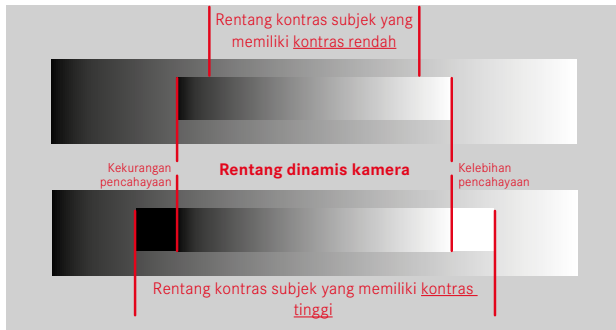 Rentang kontras subjek yang
memiliki kontras rendah
Kekurangan
pencahayaan
Rentang dinamis kamera
Kelebihan
pencahayaan
Rentang kontras subjek yang memiliki kontras
tinggi